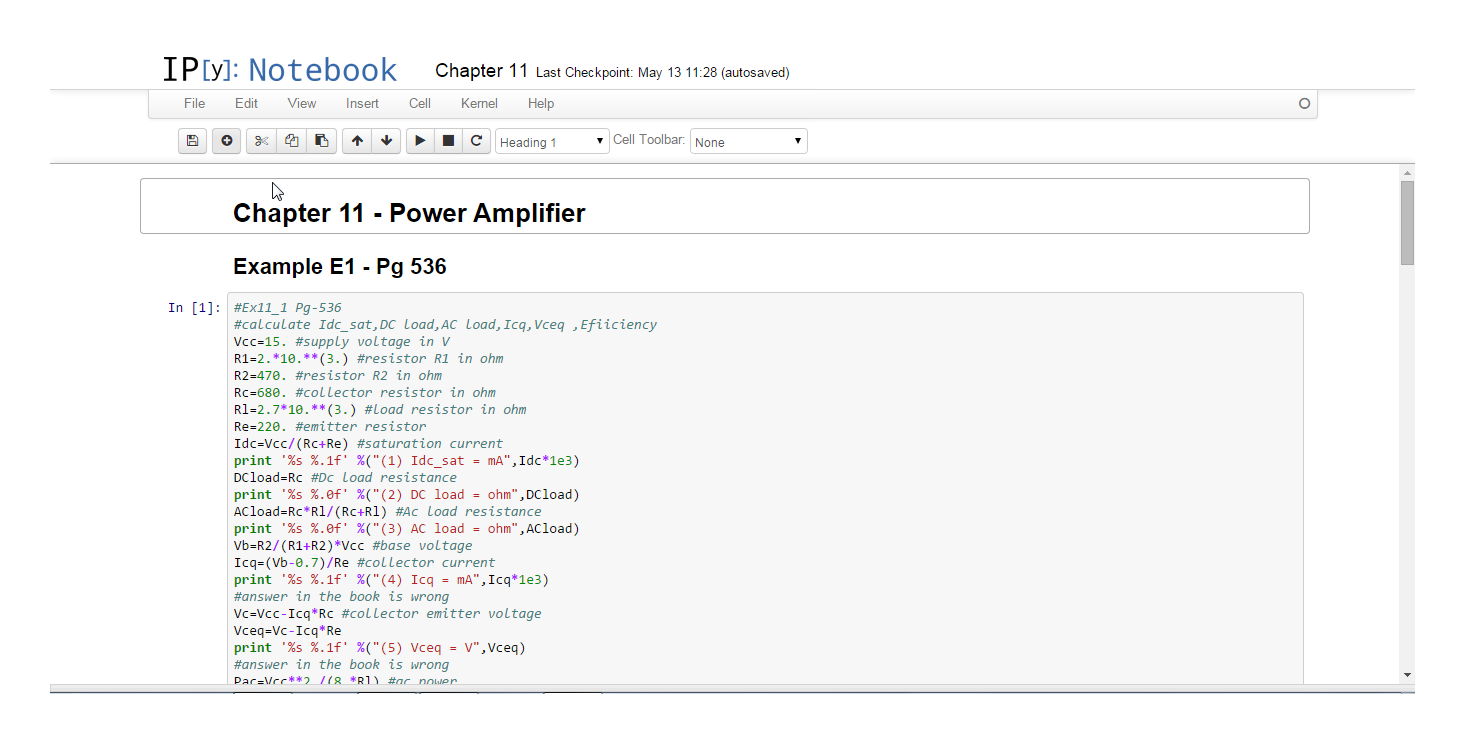 IP[y]: Notebook Chapter 11 Last Checkpoint: May 13 11:28 (autosaved)
File Edit View Insert Cell Kernel Help
Heading 1 Cell Toolbar: None
Chapter 11 - Power Amplifier
Example E1 - Pg 536
In [1]: #Ex11_1 Pg-536
#calculate Idc_sat,DC load,AC load,Icq,Vceq ,Efiiciency
Vcc=15. #supply voltage in V
R1=2.*10.**(3.) #resistor R1 in ohm
R2=470. #resistor R2 in ohm
Rc=680. #collector resistor in ohm
Rl=2.7*10.**(3.) #load resistor in ohm
Re=220. #emitter resistor
Idc=Vcc/(Rc+Re) #saturation current
print '%s %.1f' %("(1) Idc_sat = mA",Idc*1e3)
DCload=Rc #Dc load resistance
print '%s %.0f' %("(2) DC load = ohm",DCload)
ACload=Rc*Rl/(Rc+Rl) #Ac load resistance
print '%s %.0f' %("(3) AC load = ohm",ACload)
Vb=R2/(R1+R2)*Vcc #base voltage
Icq=(Vb-0.7)/Re #collector current
print '%s %.1f' %("(4) Icq = mA",Icq*1e3)
#answer in the book is wrong
Vc=Vcc-Icq*Rc #collector emitter voltage
Vceq=Vc-Icq*Re
print '%s %.1f' %("(5) Vceq = V",Vceq)
#answer in the book is wrong
Pac=Vcc**2./(8.*Rl) #ac power